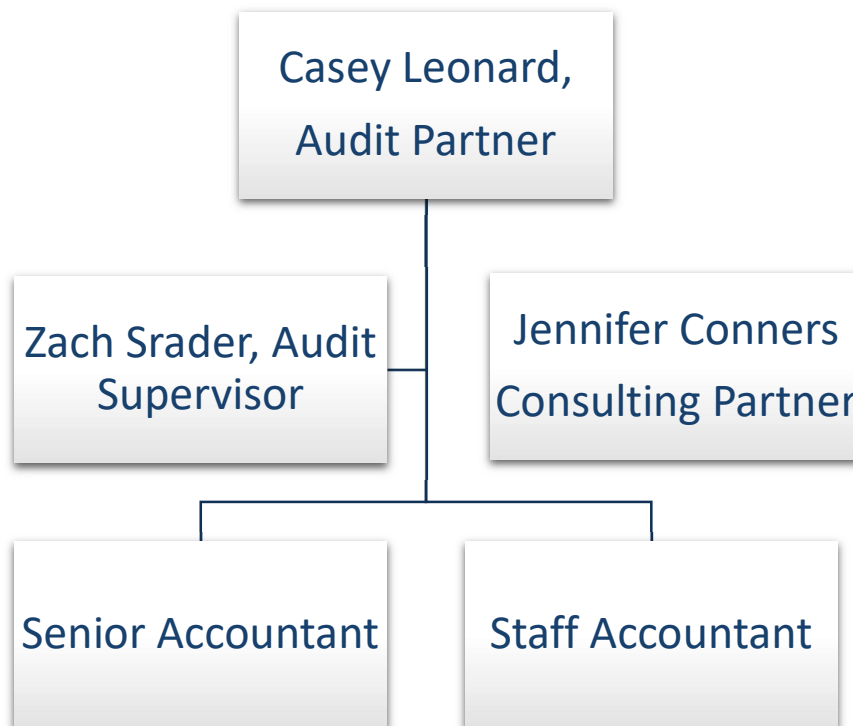 Casey Leonard,
Audit Partner
Zach Srader, Audit
Supervisor
Jennifer Conners
Consulting Partner
Senior Accountant
Staff Accountant